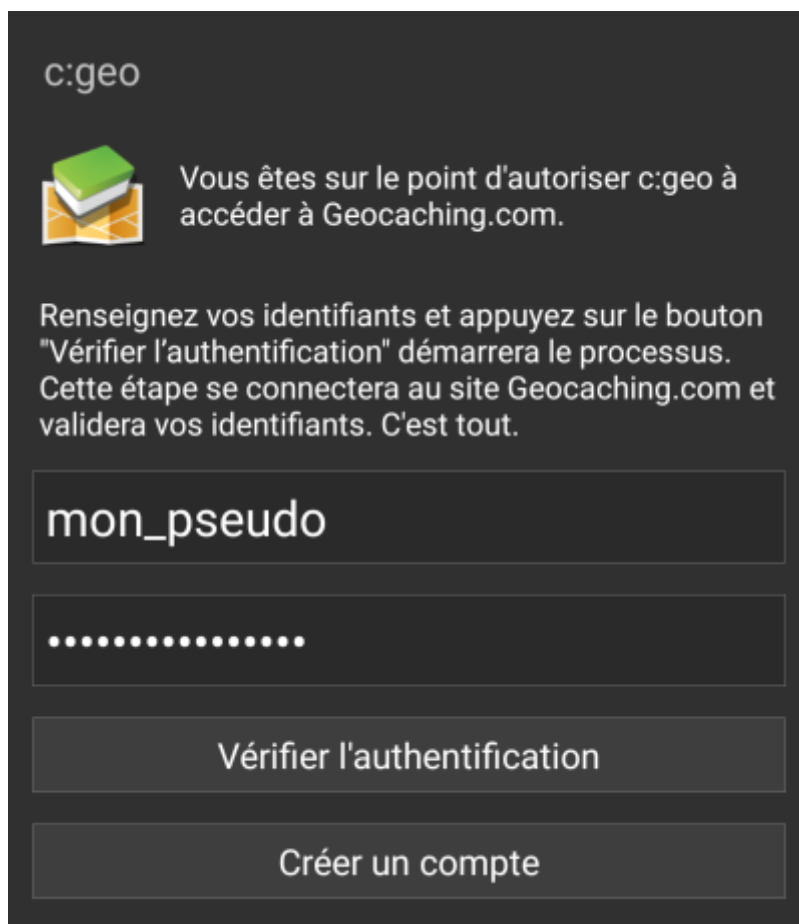 c:geo
Vous êtes sur le point d'autoriser c:geo à
accéder à Geocaching.com.
Renseignez vos identifiants et appuyez sur le bouton
"Vérifier l’authentification" démarrera le processus.
Cette étape se connectera au site Geocaching.com et
validera vos identifiants. C'est tout.
mon_pseudo
••••••••••••••••
Vérifier l'authentification
Créer un compte